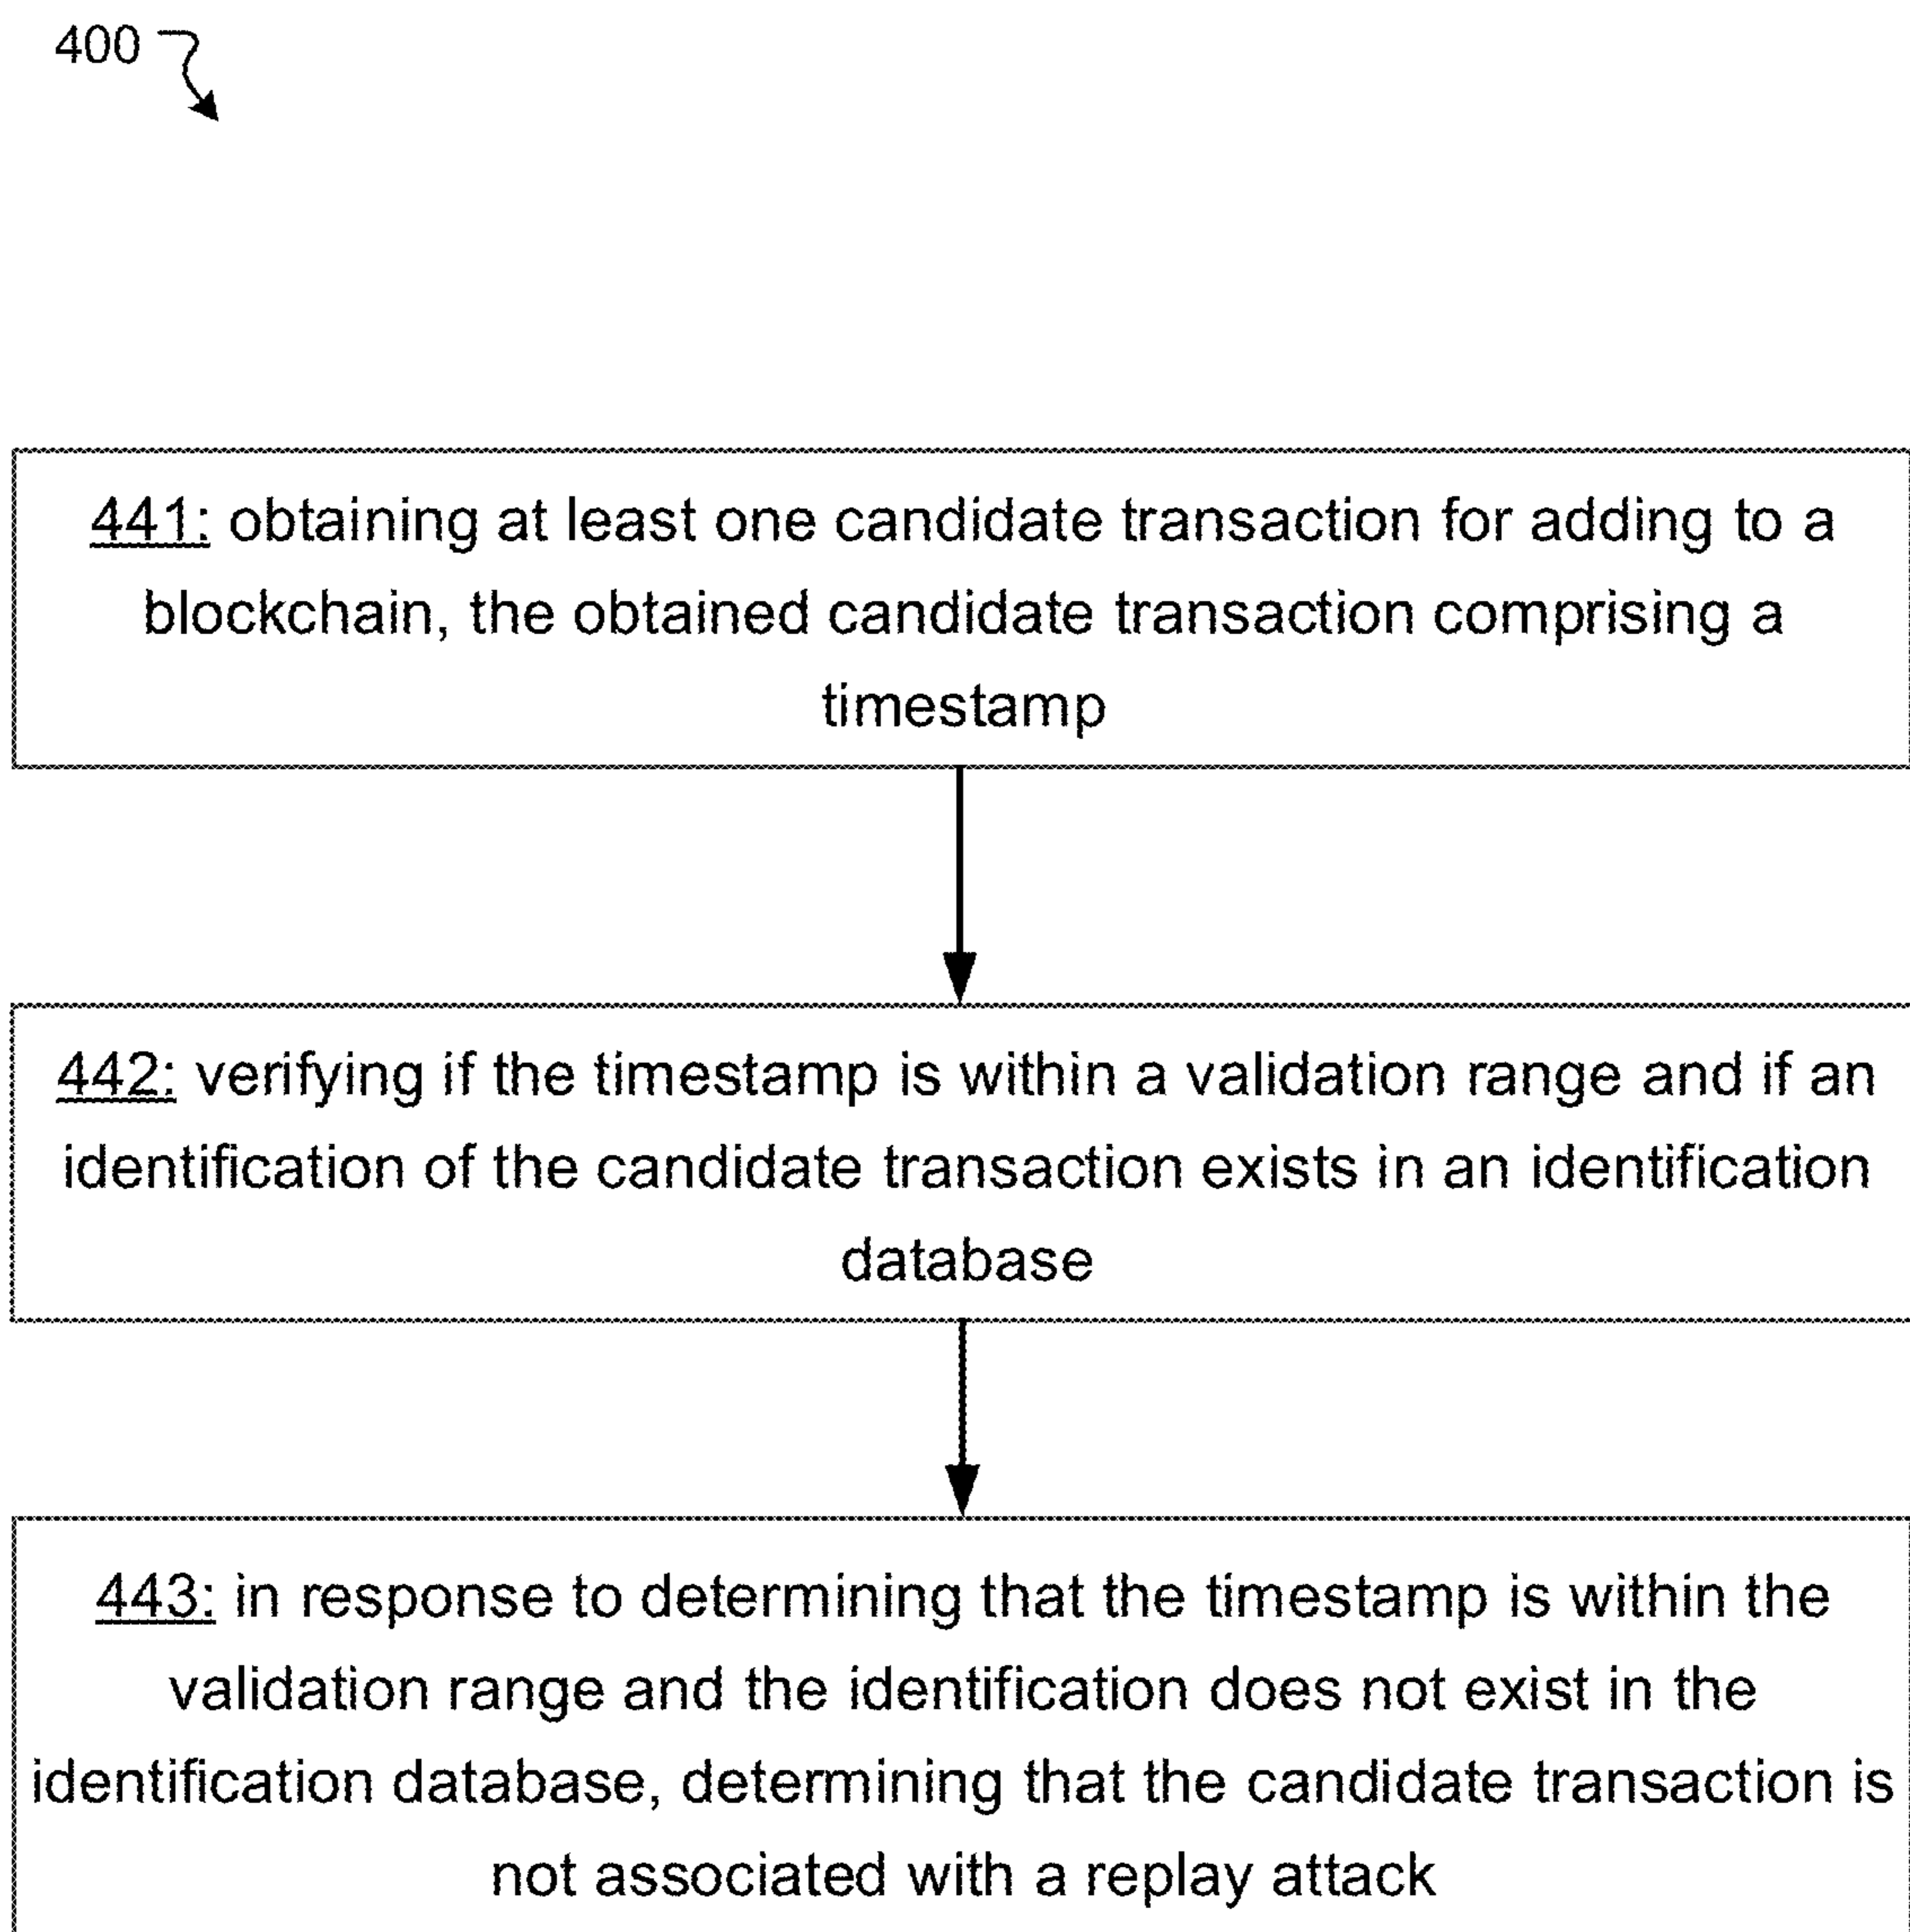 400
441: obtaining at least one candidate transaction for adding to a
blockchain, the obtained candidate transaction comprising a
timestamp
442: verifying if the timestamp is within a validation range and if an
identification of the candidate transaction exists in an identification
database
443: in response to determining that the timestamp is within the
validation range and the identification does not exist in the
identification database, determining that the candidate transaction is
not associated with a replay attack